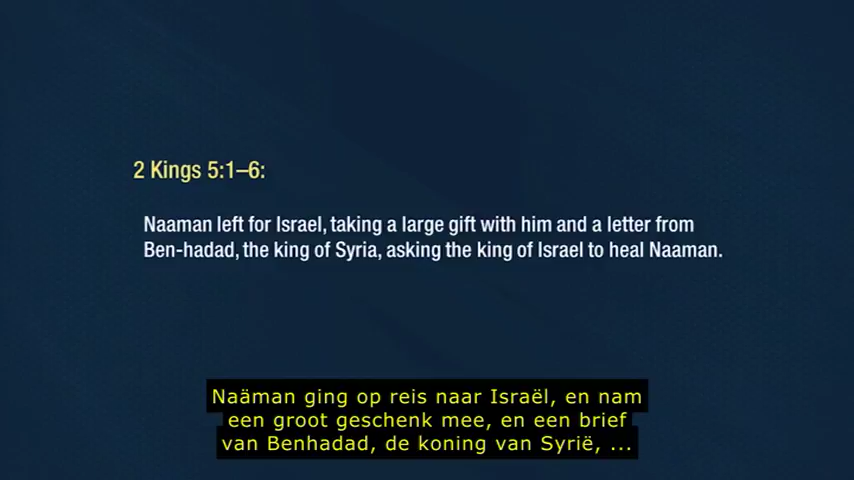 2 Kings 5:1–6:
Naaman left for Israel, taking a large gift with him and a letter from
Ben-hadad, the king of Syria, asking the king of Israel to heal Naaman.
Naäman ging op reis naar Israël, en nam
een groot geschenk mee, en een brief
van Benhadad, de koning van Syrië, ...